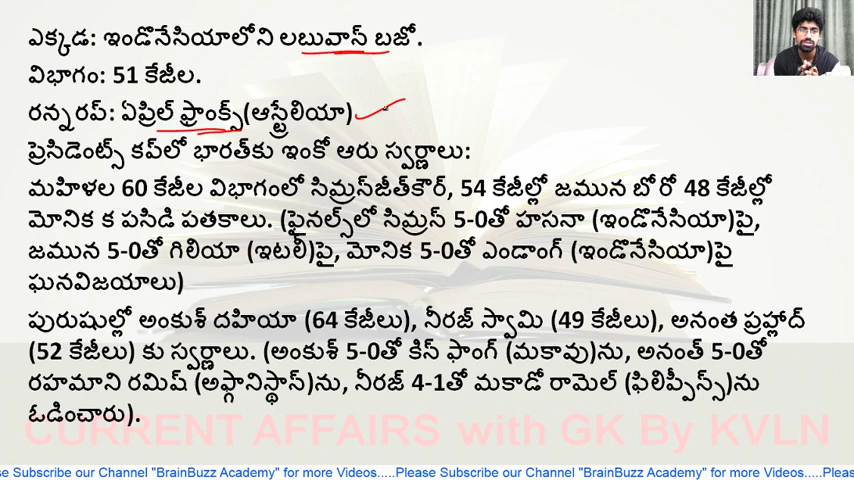 ఎక్కడ: ఇండొనేసియాలోని లబువాస్ బజో.
విభాగం: 51 కేజీల.
రన్నరప్: ఏప్రిల్ ఫ్రాంక్స్(ఆస్ట్రేలియా)
ప్రెసిడెంట్స్ కప్‌లో భారత్‌కు ఇంకో ఆరు స్వర్ణాలు:
మహిళల 60 కేజీల విభాగంలో సిమ్రన్‌జీత్‌కౌర్, 54 కేజీల్లో జమున బోరో 48 కేజీల్లో
మోనిక క పసిడి పతకాలు. (ఫైనల్స్‌లో సిమ్రన్ 5-0తో హసనా (ఇండొనేసియా)పై,
జమున 5-0తో గిలియా (ఇటలీ)పై, మోనిక 5-0తో ఎండాంగ్ (ఇండొనేసియా)పై
ఘనవిజయాలు)
పురుషుల్లో అంకుశ్ దహియా (64 కేజీలు), నీరజ్ స్వామి (49 కేజీలు), అనంత ప్రహ్లాద్
(52 కేజీలు) కు స్వర్ణాలు. (అంకుశ్ 5-0తో కిస్ ఫాంగ్ (మకావు)ను, అనంత్ 5-0తో
రహమాని రమిష్ (అఫ్గానిస్థాన్)ను, నీరజ్ 4-1తో మకాడో రామెల్ (ఫిలిప్పీన్స్)ను
ఓడించారు).
CURRENT AFFAIRS with GK By KVLN
se Subscribe our Channel "BrainBuzz Academy" for more Videos.....Please Subscribe our Channel "BrainBuzz Academy" for more Videos.....Pleas